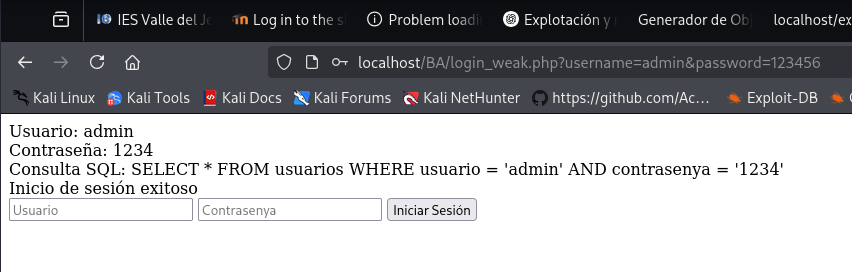 IES Valle del Je
Log in to the s
Problem loadi
Explotación y
Generador de Ob
localhost/ex
localhost/BA/login_weak.php?username=admin&password=123456
Kali Linux
Kali Tools
Kali Docs
Kali Forums
Kali NetHunter
https://github.com/Ac...
Exploit-DB
Usuario: admin
Contraseña: 1234
Consulta SQL: SELECT * FROM usuarios WHERE usuario = 'admin' AND contrasenya = '1234'
Inicio de sesión exitoso
Usuario
Contrasenya
Iniciar Sesión